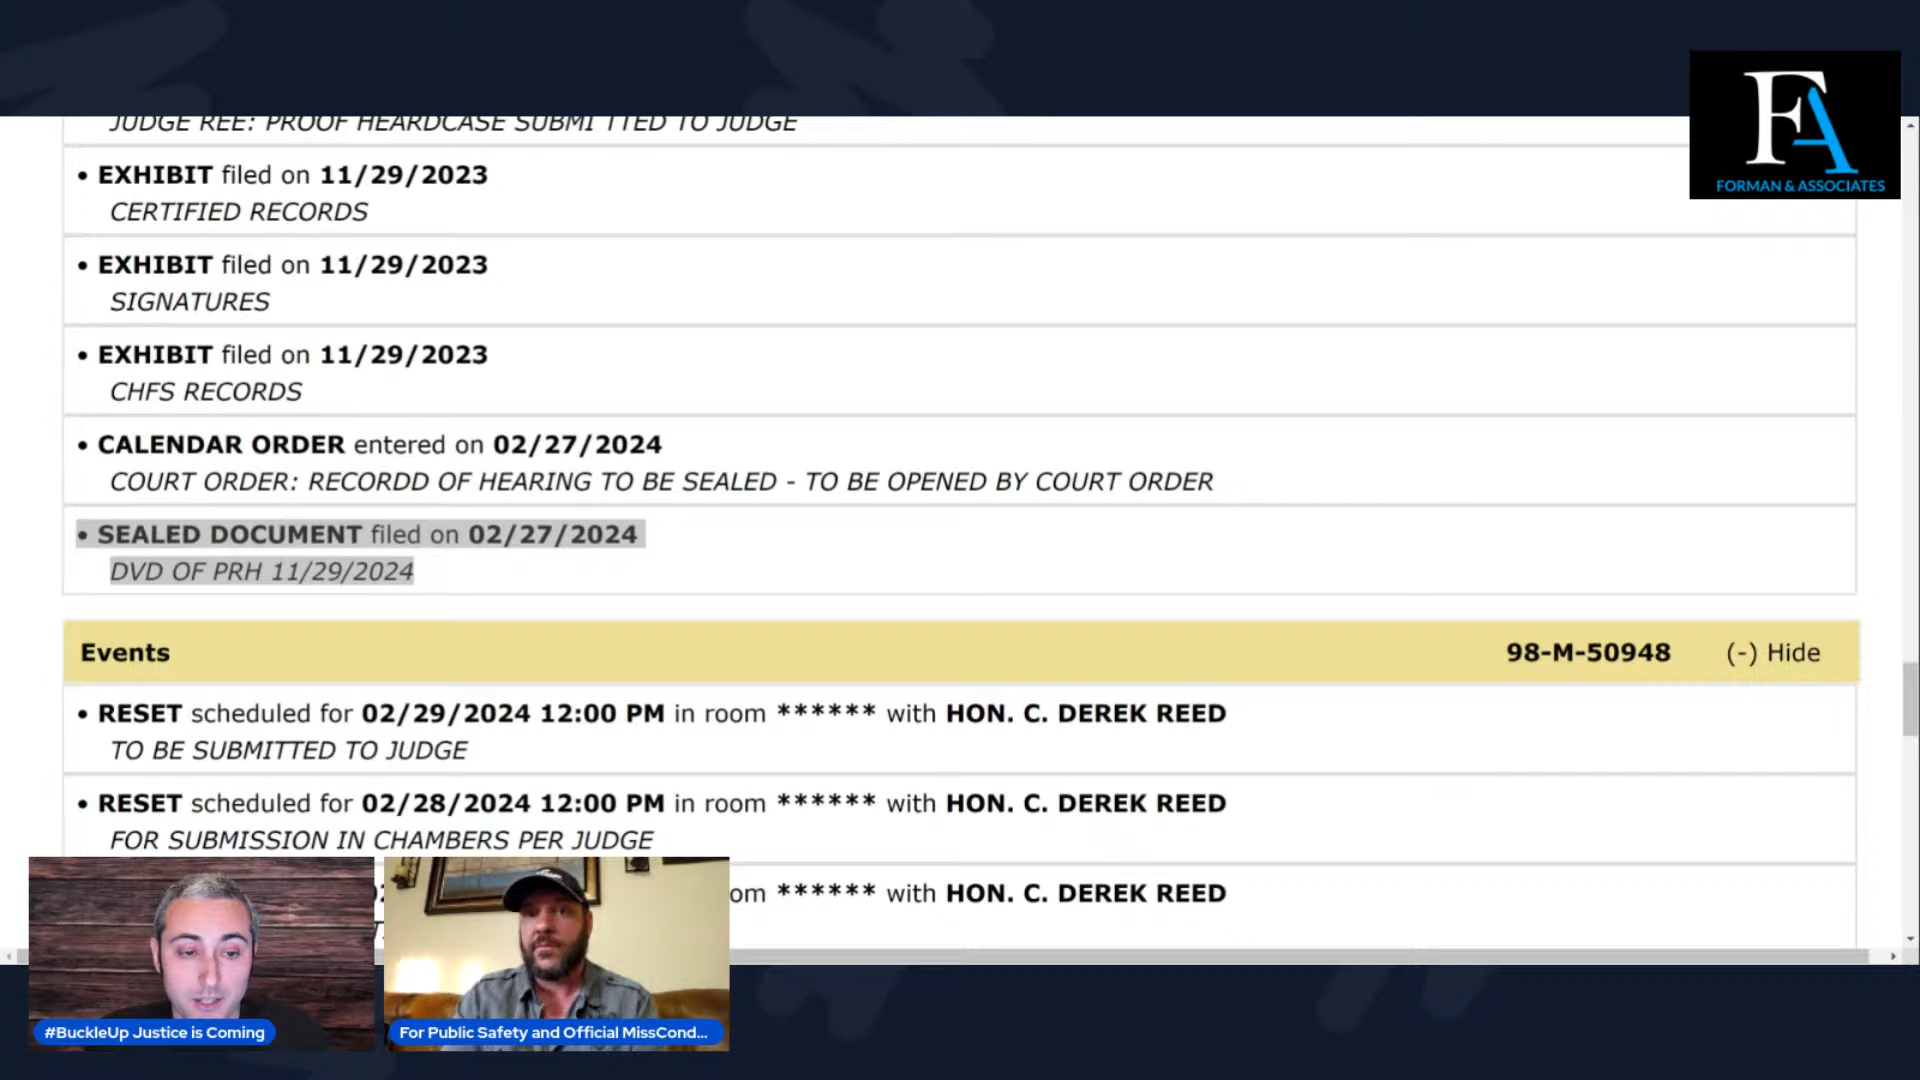 JUDGE REE: PROOF HEARDCASE SUBMI TTED TO JUDGE
FA
FORMAN & ASSOCIATES
• EXHIBIT filed on 11/29/2023
CERTIFIED RECORDS
• EXHIBIT filed on 11/29/2023
SIGNATURES
• EXHIBIT filed on 11/29/2023
CHFS RECORDS
• CALENDAR ORDER entered on 02/27/2024
COURT ORDER: RECORDD OF HEARING TO BE SEALED - TO BE OPENED BY COURT ORDER
• SEALED DOCUMENT filed on 02/27/2024
DVD OF PRH 11/29/2024
Events 98-M-50948 (-) Hide
• RESET scheduled for 02/29/2024 12:00 PM in room ****** with HON. C. DEREK REED
TO BE SUBMITTED TO JUDGE
• RESET scheduled for 02/28/2024 12:00 PM in room ****** with HON. C. DEREK REED
FOR SUBMISSION IN CHAMBERS PER JUDGE
om ****** with HON. C. DEREK REED
#BuckleUp Justice is Coming
For Public Safety and Official MissCond...